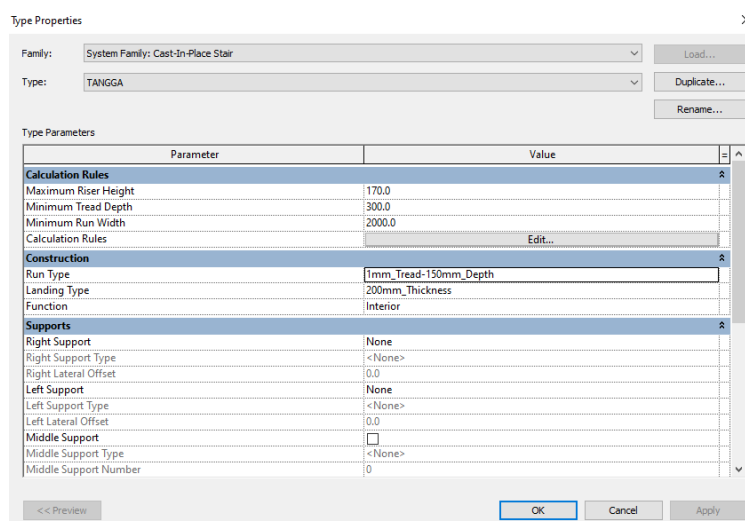 Type Properties
Family: System Family: Cast-In-Place Stair Load...
Type: TANGGA Duplicate...
Rename...
Type Parameters
Parameter Value =
Calculation Rules
Maximum Riser Height 170.0
Minimum Tread Depth 300.0
Minimum Run Width 2000.0
Calculation Rules Edit...
Construction
Run Type 1mm_Tread-150mm_Depth
Landing Type 200mm_Thickness
Function Interior
Supports
Right Support None
Right Support Type <None>
Right Lateral Offset 0.0
Left Support None
Left Support Type <None>
Left Lateral Offset 0.0
Middle Support
Middle Support Type <None>
Middle Support Number 0
<< Preview OK Cancel Apply